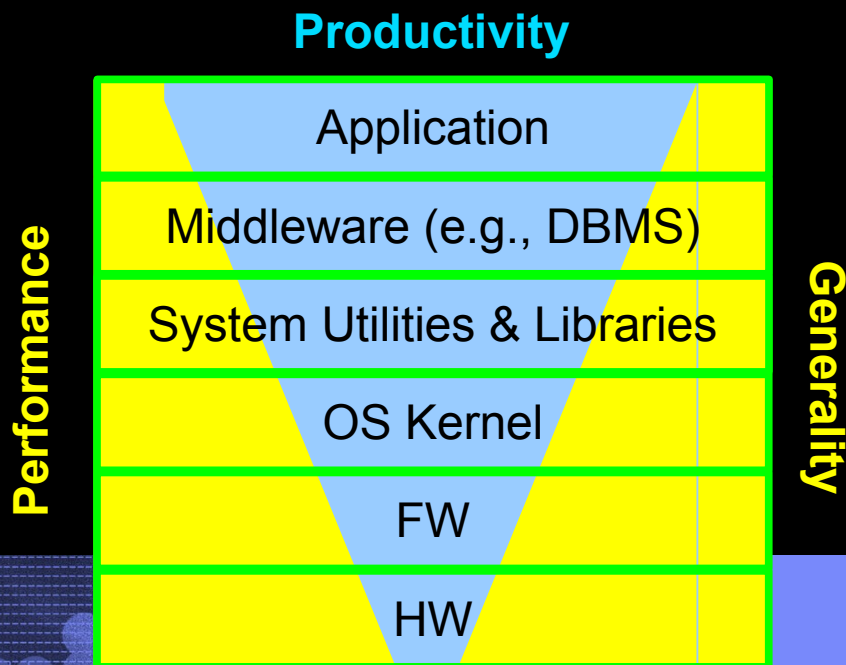 Productivity
Performance
Application
Middleware (e.g., DBMS)
System Utilities & Libraries
OS Kernel
FW
HW
Generality